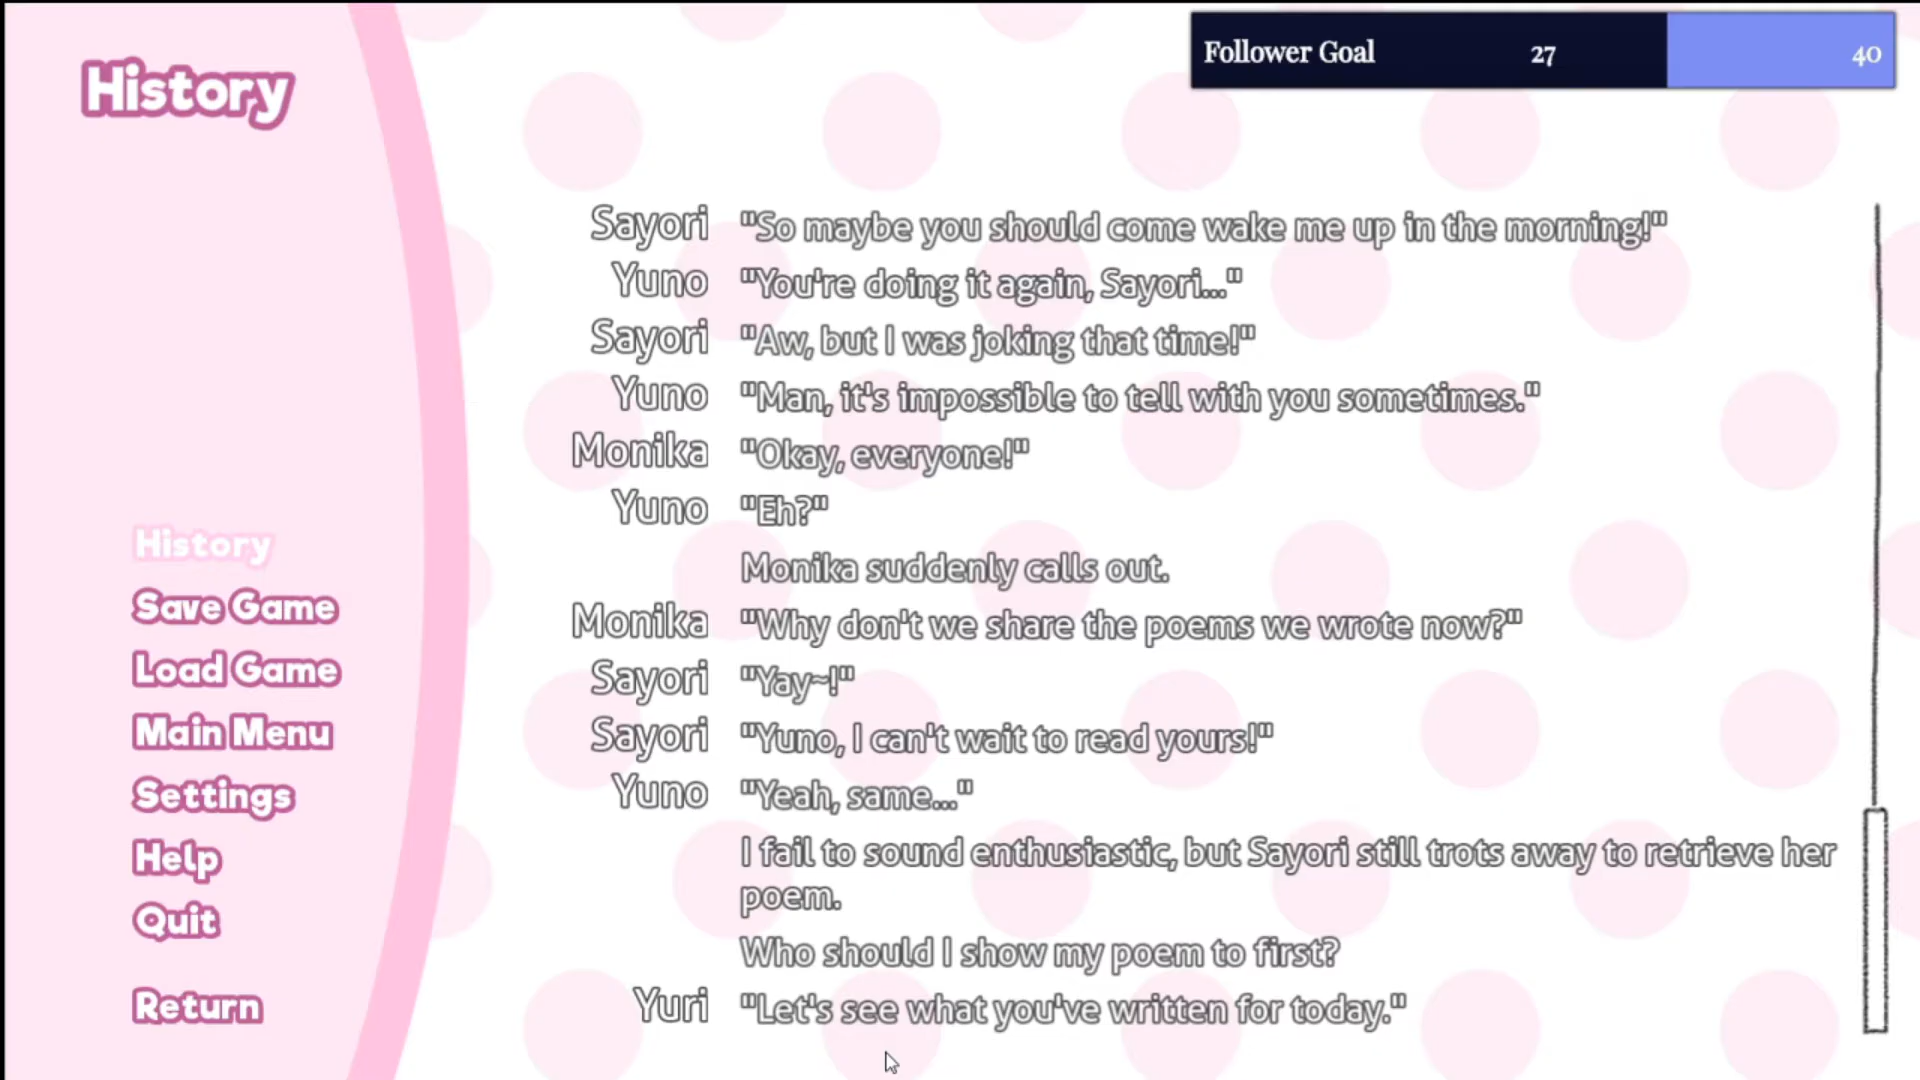 History
Follower Goal 27 40
Sayori "So maybe you should come wake me up in the morning!"
Yuno "You're doing it again, Sayori..."
Sayori "Aw, but I was joking that time!"
Yuno "Man, it's impossible to tell with you sometimes."
Monika "Okay, everyone!"
Yuno "Eh?"
Monika suddenly calls out.
Monika "Why don't we share the poems we wrote now?"
Sayori "Yay~!"
Sayori "Yuno, I can't wait to read yours!"
Yuno "Yeah, same..."
I fail to sound enthusiastic, but Sayori still trots away to retrieve her
poem.
Who should I show my poem to first?
Yuri "Let's see what you've written for today."
History
Save Game
Load Game
Main Menu
Settings
Help
Quit
Return